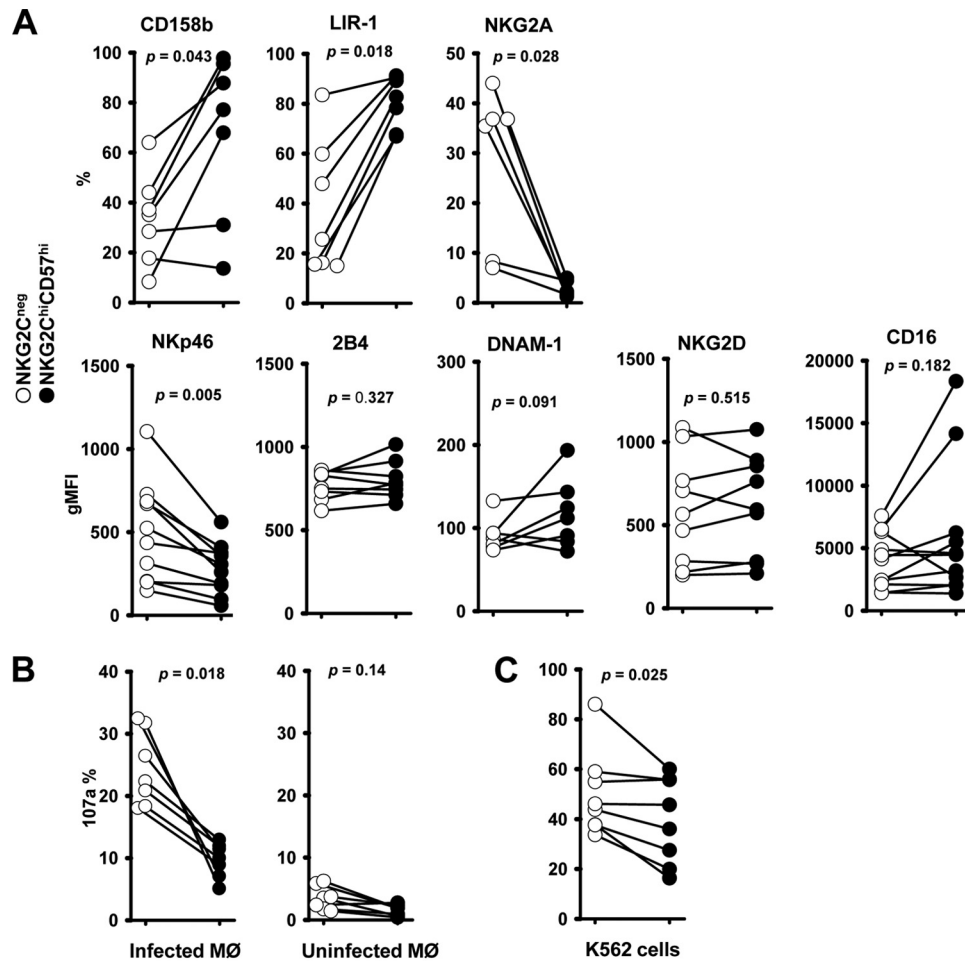 A
CD158b
LIR-1
NKG2A
p = 0.043
p = 0.018
p = 0.028
100
80
60
40
20
0
%
100
80
60
40
20
0
50
40
30
20
10
0
NKG2Cneg
NKG2ChiCD57hi
NKp46
2B4
DNAM-1
NKG2D
CD16
p = 0.005
p = 0.327
p = 0.091
p = 0.515
p = 0.182
1500
1000
500
0
gMFI
1500
1000
500
0
300
200
100
0
1500
1000
500
0
20000
15000
10000
5000
0
B
p = 0.018
p = 0.14
40
30
20
10
0
107a %
Infected MØ
40
30
20
10
0
Uninfected MØ
C
p = 0.025
100
80
60
40
20
0
K562 cells